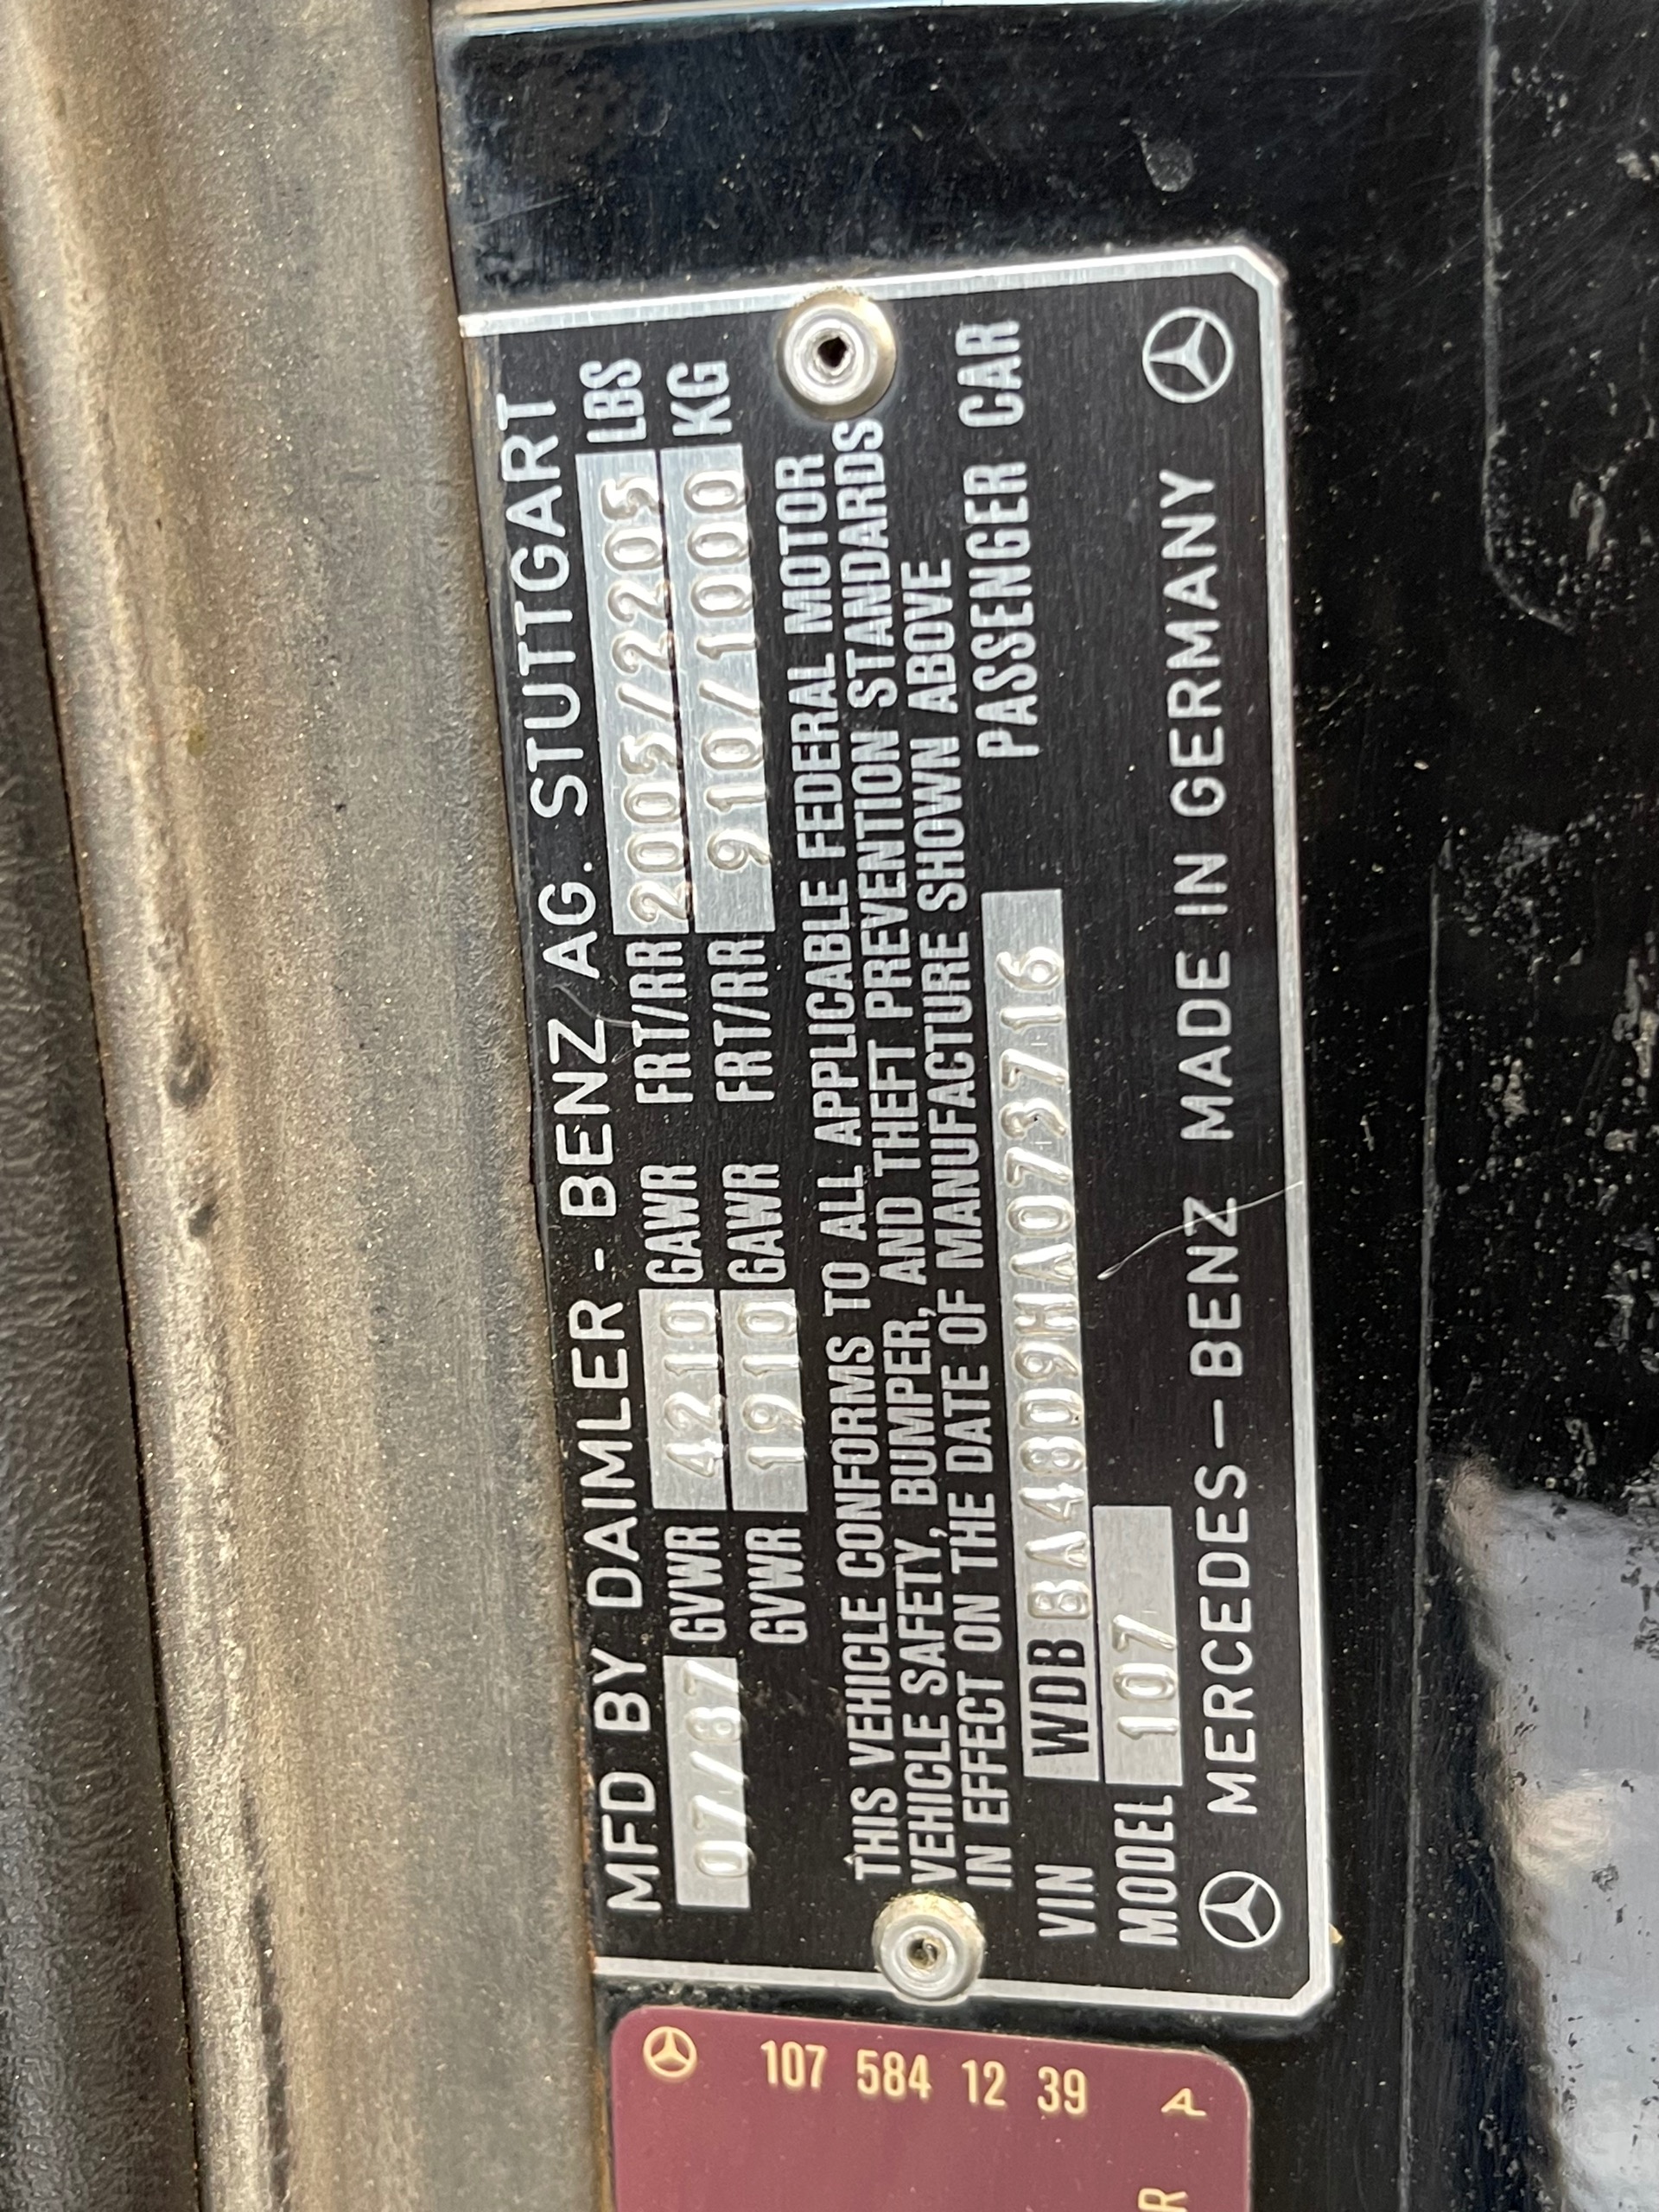 MFD BY DAIMLER - BENZ AG. STUTTGART
07/87 GVWR 4210 GAWR FRT/RR 2005/2205 LBS
GVWR 1910 GAWR FRT/RR 910/1000 KG
THIS VEHICLE CONFORMS TO ALL APPLICABLE FEDERAL MOTOR
VEHICLE SAFETY, BUMPER, AND THEFT PREVENTION STANDARDS
IN EFFECT ON THE DATE OF MANUFACTURE SHOWN ABOVE
VIN WDB BA48D9HA073716 PASSENGER CAR
MODEL 107
MERCEDES-BENZ MADE IN GERMANY
107 584 12 39
A
R